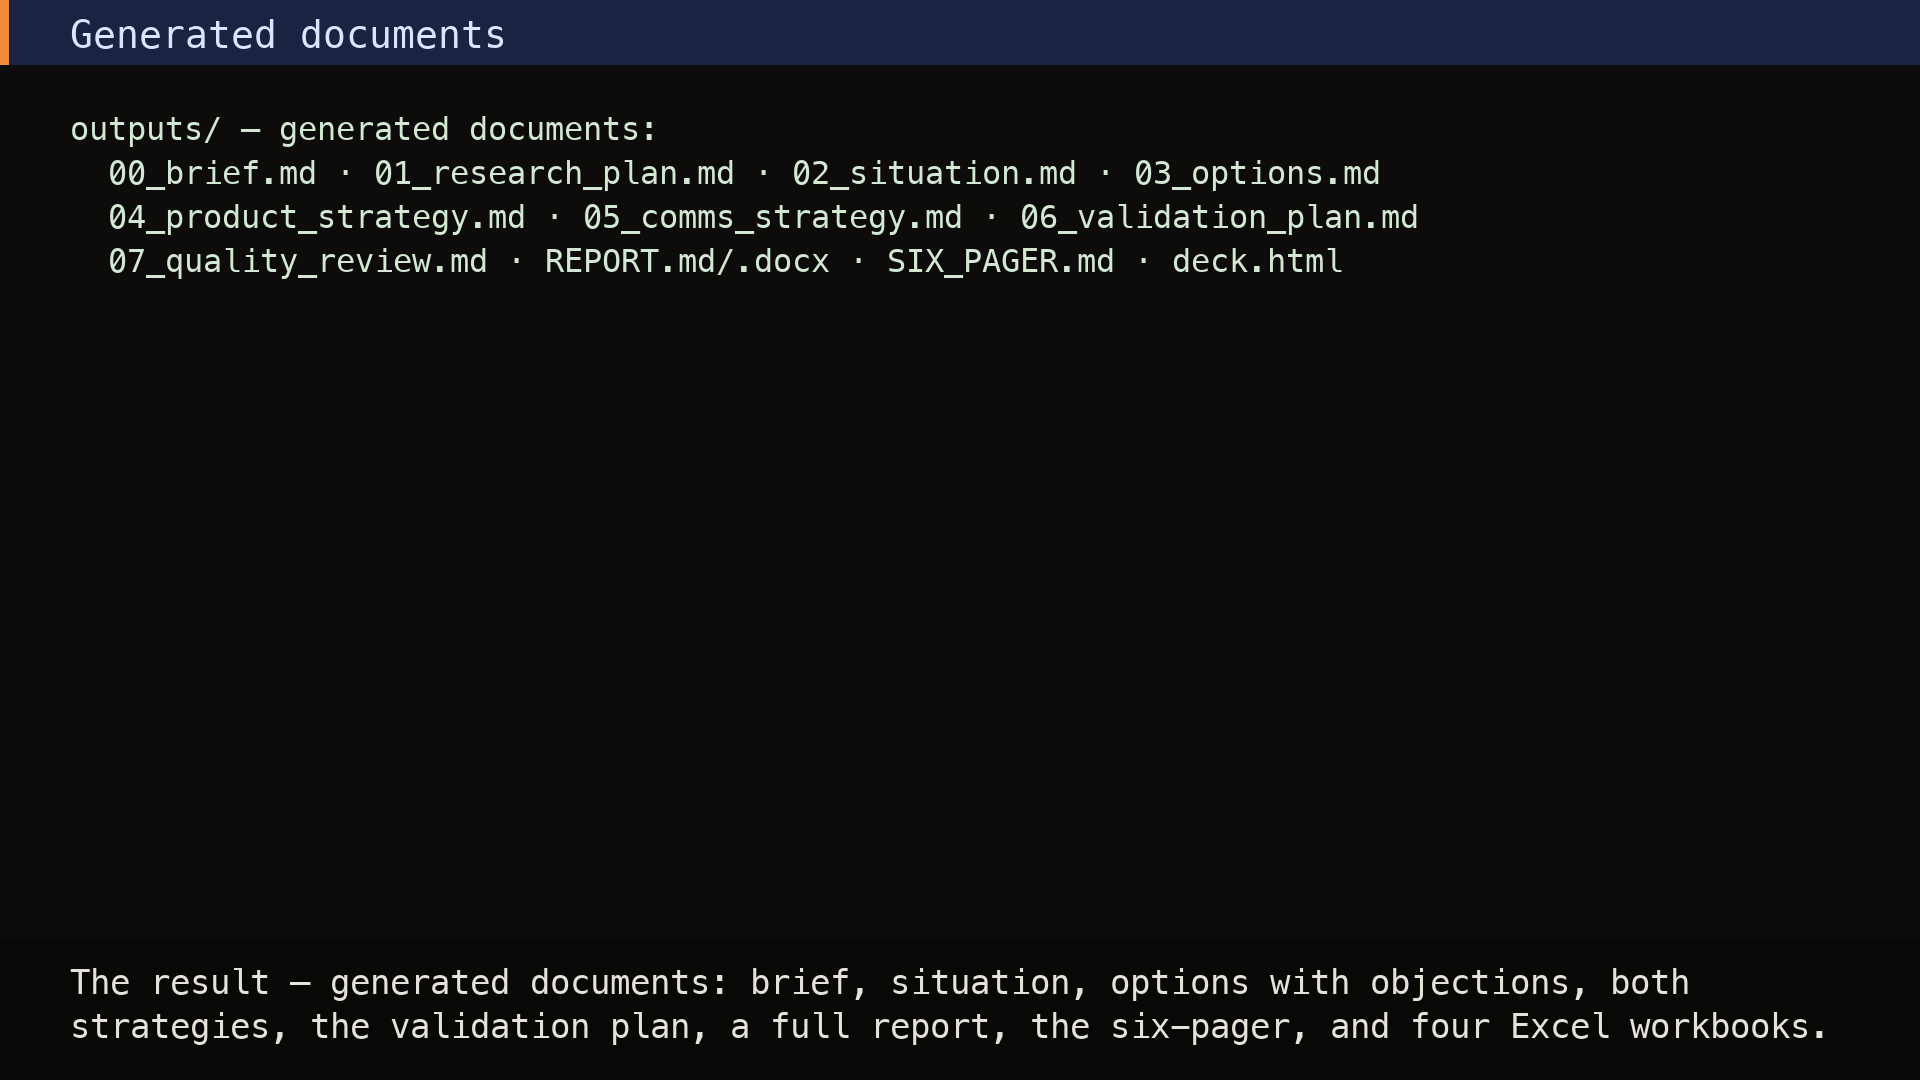 Generated documents
outputs/ — generated documents:
00_brief.md · 01_research_plan.md · 02_situation.md · 03_options.md
04_product_strategy.md · 05_comms_strategy.md · 06_validation_plan.md
07_quality_review.md · REPORT.md/.docx · SIX_PAGER.md · deck.html
The result — generated documents: brief, situation, options with objections, both
strategies, the validation plan, a full report, the six-pager, and four Excel workbooks.